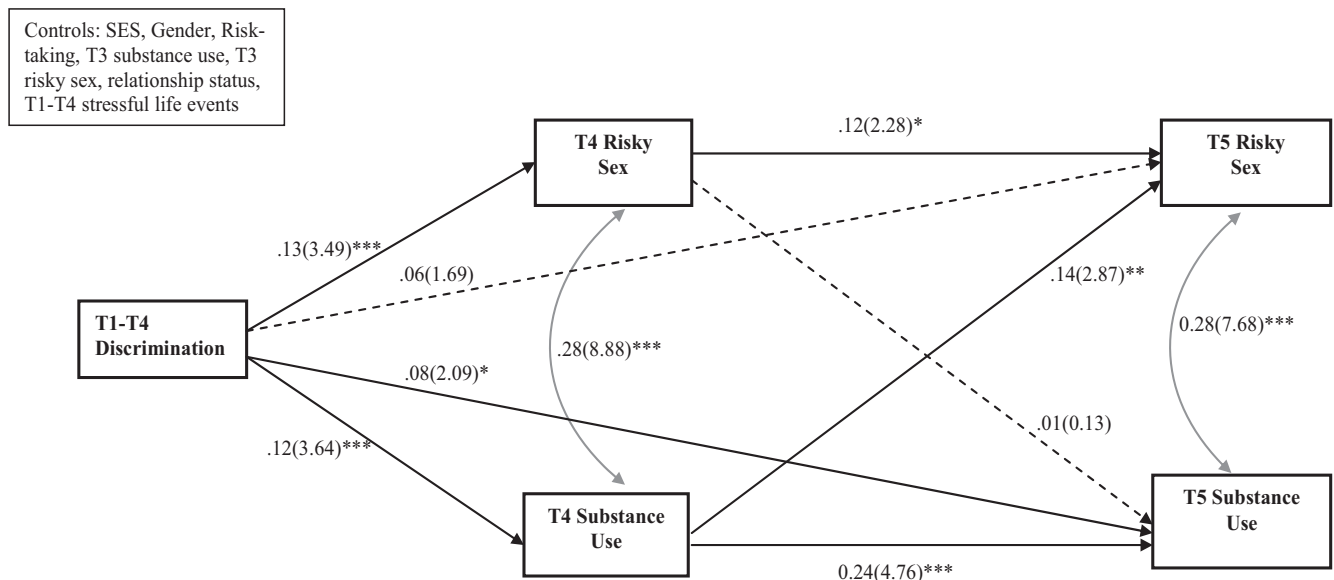 Controls: SES, Gender, Risk-
taking, T3 substance use, T3
risky sex, relationship status,
T1-T4 stressful life events
T4 Risky
Sex
.12(2.28)*
T5 Risky
Sex
.13(3.49)***
.06(1.69)
.14(2.87)**
T1-T4
Discrimination
.28(8.88)***
0.28(7.68)***
.08(2.09)*
.12(3.64)***
.01(0.13)
T4 Substance
Use
T5 Substance
Use
0.24(4.76)***